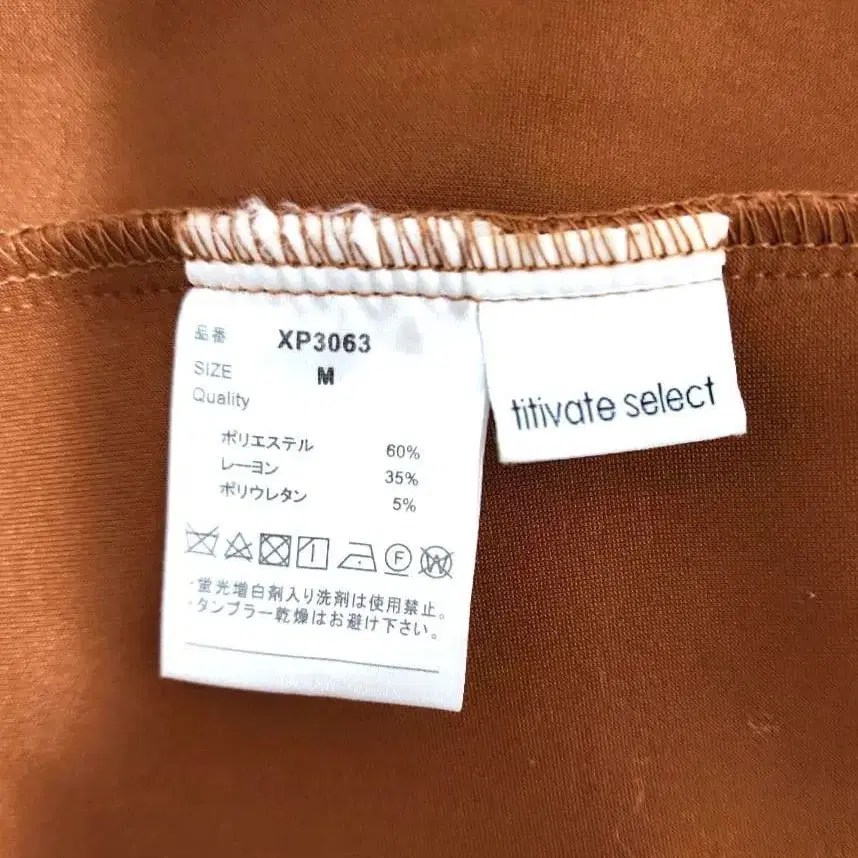 品番 XP3063
SIZE M
Quality
ポリエステル 60%
レーヨン 35%
ポリウレタン 5%
F W
・蛍光増白剤入り洗剤は使用禁止。
・タンブラー乾燥はお避け下さい。
titivate select